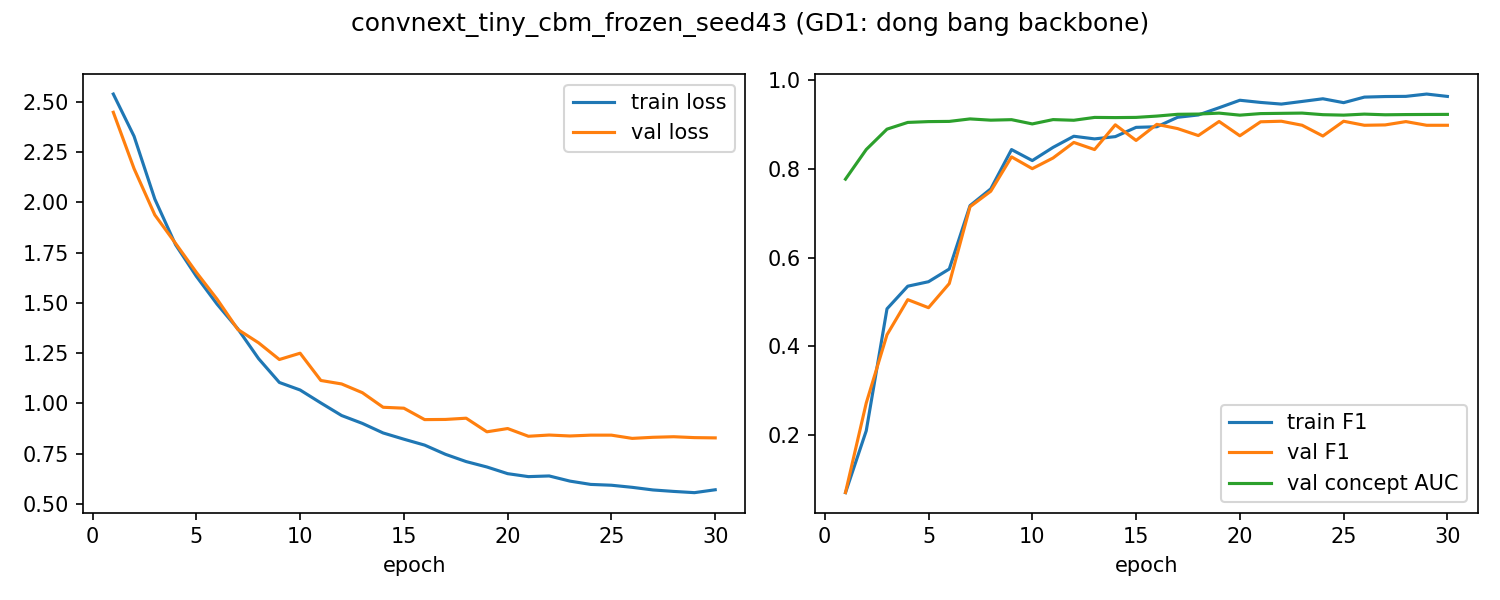 convnext_tiny_cbm_frozen_seed43 (GD1: dong bang backbone)
2.50
2.25
2.00
1.75
1.50
1.25
1.00
0.75
0.50
train loss
val loss
0 5 10 15 20 25 30
epoch
1.0
0.8
0.6
0.4
0.2
train F1
val F1
val concept AUC
0 5 10 15 20 25 30
epoch